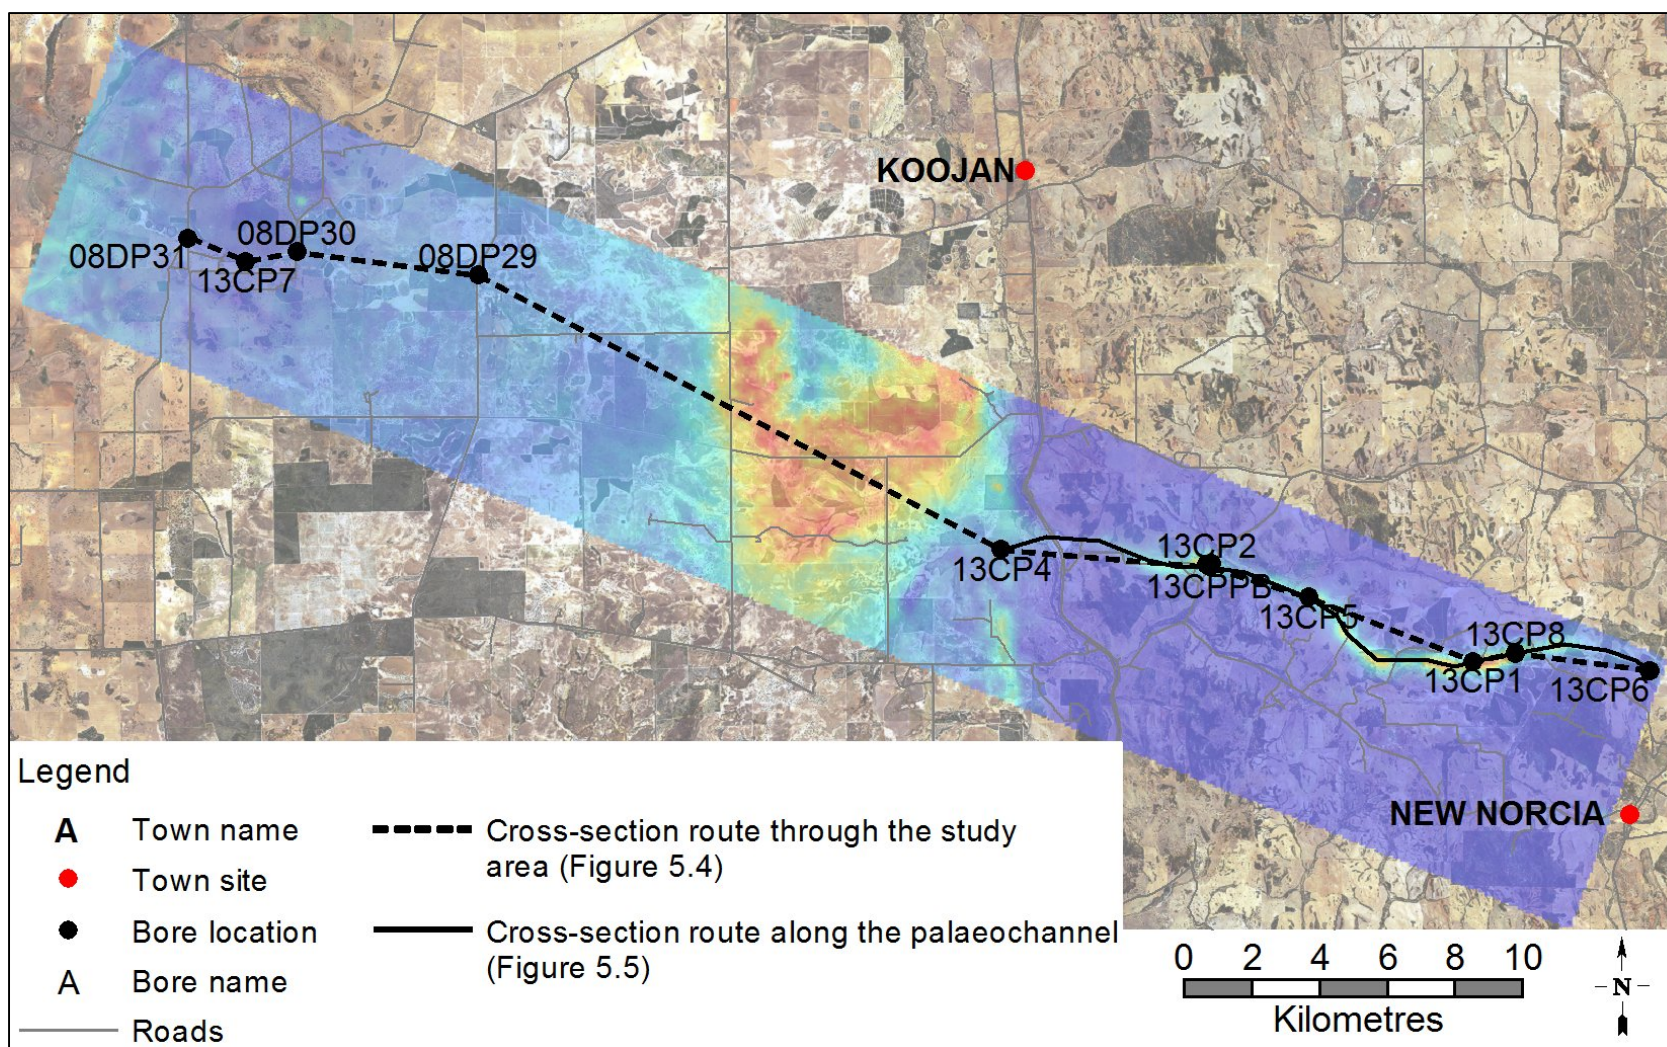 KOOJAN
08DP30
08DP29
08DP31
13CP7
13CP2
13CP4
13CPPB
13CP5
13CP8
13CP1
13CP6
NEW NORCIA
Legend
A Town name
Town site
Bore location
A Bore name
Roads
Cross-section route through the study
area (Figure 5.4)
Cross-section route along the palaeochannel
(Figure 5.5)
0 2 4 6 8 10
Kilometres
N